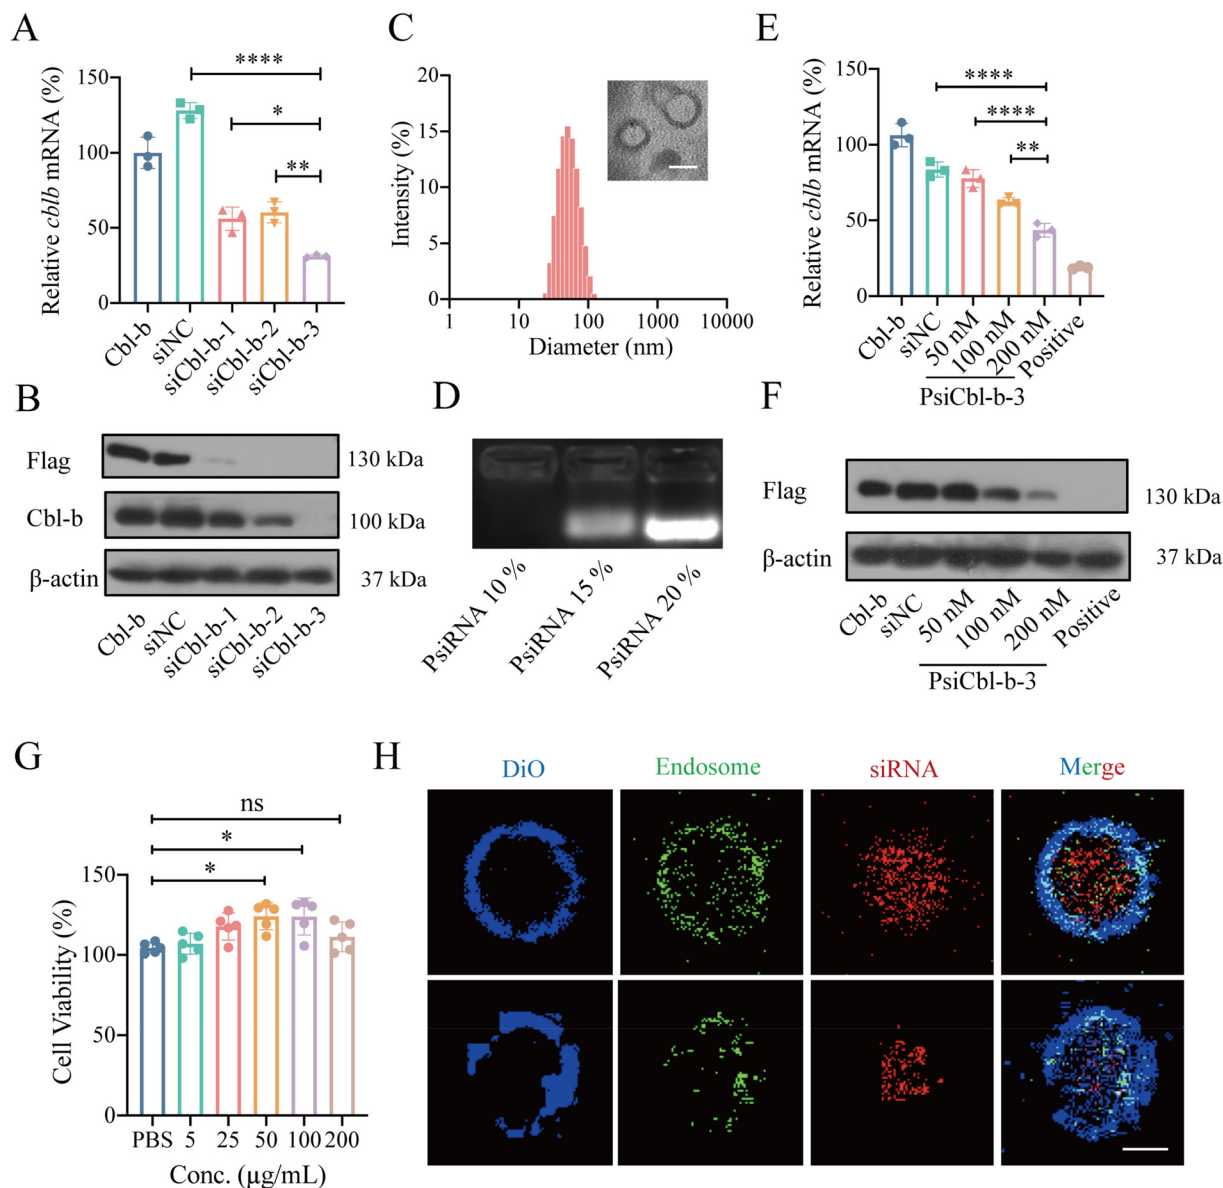 A
Relative cblb mRNA (%)
150
100
50
0
****
*
**
Cbl-b
siNC
siCbl-b-1
siCbl-b-2
siCbl-b-3
B
Flag
130 kDa
Cbl-b
100 kDa
β-actin
37 kDa
Cbl-b
siNC
siCbl-b-1
siCbl-b-2
siCbl-b-3
C
Intensity (%)
20
15
10
5
0
1
10
100
1000
10000
Diameter (nm)
D
PsiRNA 10 %
PsiRNA 15 %
PsiRNA 20 %
E
Relative cblb mRNA (%)
150
100
50
0
****
****
**
Cbl-b
siNC
50 nM
100 nM
200 nM
Positive
PsiCbl-b-3
F
Flag
130 kDa
β-actin
37 kDa
Cbl-b
siNC
50 nM
100 nM
200 nM
Positive
PsiCbl-b-3
G
Cell Viability (%)
150
100
50
0
ns
*
*
PBS
5
25
50
100
200
Conc. (μg/mL)
H
DiO
Endosome
siRNA
Merge